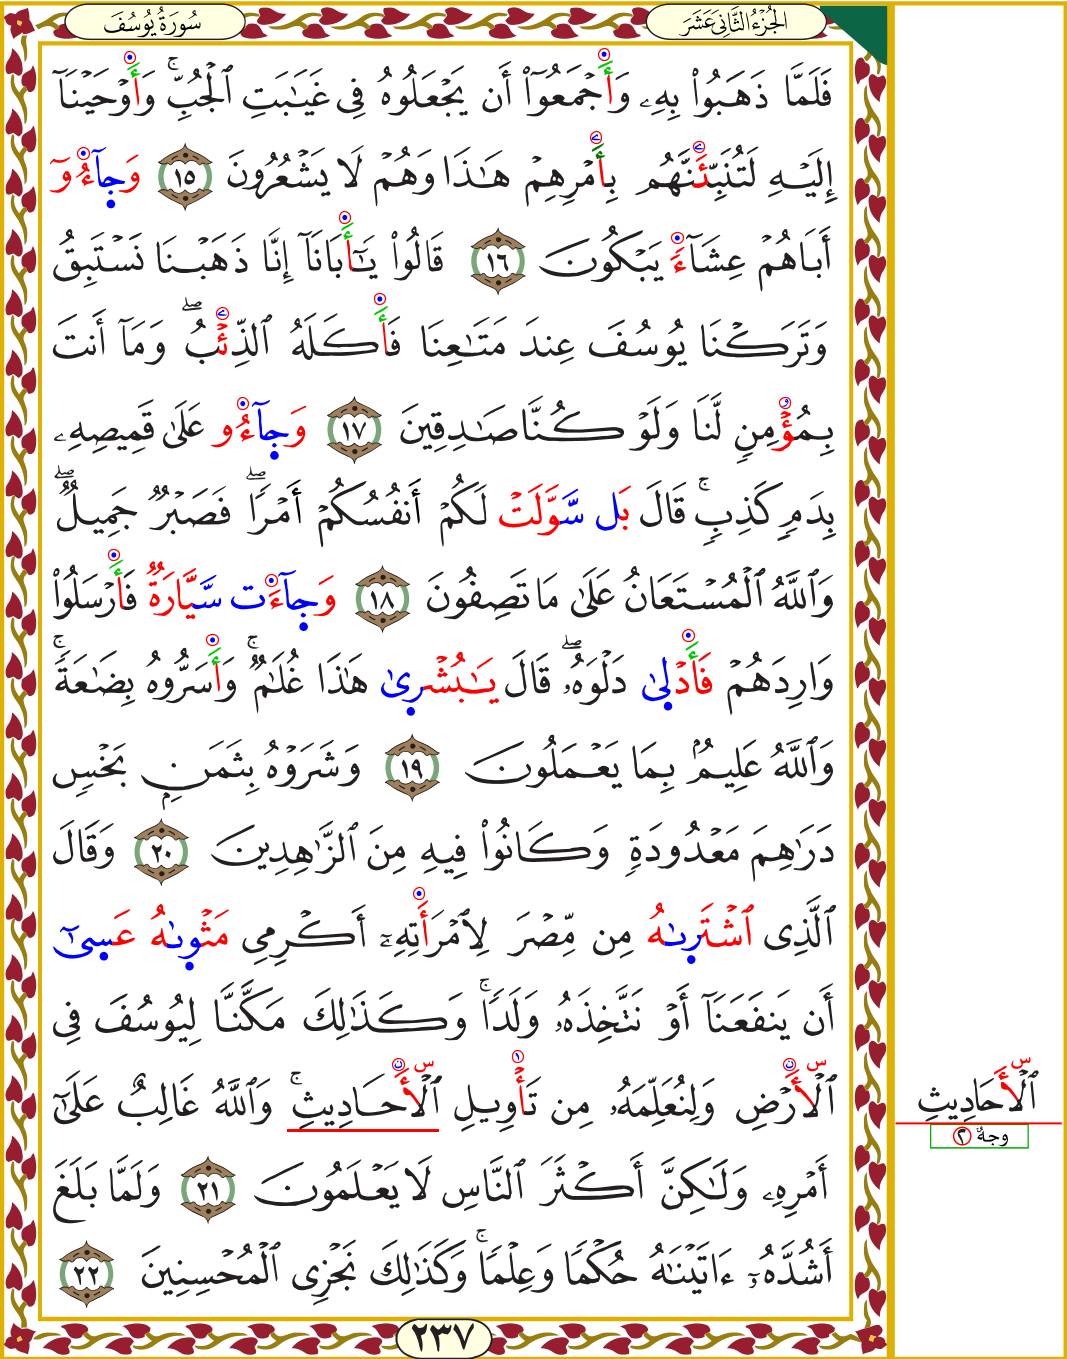 الجُزْءُ الثَّانِي عَشَرَ
سُورَةُ يُوسُفَ
فَلَمَّا ذَهَبُوا۟ بِهِۦ وَأَجْمَعُوٓا۟ أَن يَجْعَلُوهُ فِى غَيَـٰبَتِ ٱلْجُبِّ ۚ وَأَوْحَيْنَآ
إِلَيْهِ لَتُنَبِّئَنَّهُم بِأَمْرِهِمْ هَـٰذَا وَهُمْ لَا يَشْعُرُونَ ١٥ وَجَآءُوٓ
أَبَاهُمْ عِشَآءً يَبْكُونَ ١٦ قَالُوا۟ يَـٰٓأَبَانَآ إِنَّا ذَهَبْنَا نَسْتَبِقُ
وَتَرَكْنَا يُوسُفَ عِندَ مَتَـٰعِنَا فَأَكَلَهُ ٱلذِّئْبُ ۖ وَمَآ أَنتَ
بِمُؤْمِنٍ لَّنَا وَلَوْ كُنَّا صَـٰدِقِينَ ١٧ وَجَآءُو عَلَىٰ قَمِيصِهِۦ
بِدَمٍ كَذِبٍ ۚ قَالَ بَل سَّوَّلَتْ لَكُمْ أَنفُسُكُمْ أَمْرًا ۖ فَصَبْرٌ جَمِيلٌ ۖ
وَٱللَّهُ ٱلْمُسْتَعَانُ عَلَىٰ مَا تَصِفُونَ ١٨ وَجَآءَت سَّيَّارَةٌ فَأَرْسَلُوا۟
وَارِدَهُمْ فَأَدْلَىٰ دَلْوَهُۥ ۖ قَالَ يَـٰبُشْرَىٰ هَـٰذَا غُلَـٰمٌ ۚ وَأَسَرُّوهُ بِضَـٰعَةً ۚ
وَٱللَّهُ عَلِيمٌۢ بِمَا يَعْمَلُونَ ١٩ وَشَرَوْهُ بِثَمَنٍۭ بَخْسٍ
دَرَٰهِمَ مَعْدُودَةٍ وَكَانُوا۟ فِيهِ مِنَ ٱلزَّٰهِدِينَ ٢٠ وَقَالَ
ٱلَّذِى ٱشْتَرَىٰهُ مِن مِّصْرَ لِٱمْرَأَتِهِۦٓ أَكْرِمِى مَثْوَىٰهُ عَسَىٰٓ
أَن يَنفَعَنَآ أَوْ نَتَّخِذَهُۥ وَلَدًا ۚ وَكَذَٰلِكَ مَكَّنَّا لِيُوسُفَ فِى
ٱلْأَرْضِ وَلِنُعَلِّمَهُۥ مِن تَأْوِيلِ ٱلْأَحَادِيثِ ۚ وَٱللَّهُ غَالِبٌ عَلَىٰٓ
أَمْرِهِۦ وَلَـٰكِنَّ أَكْثَرَ ٱلنَّاسِ لَا يَعْلَمُونَ ٢١ وَلَمَّا بَلَغَ
أَشُدَّهُۥٓ ءَاتَيْنَـٰهُ حُكْمًا وَعِلْمًا ۚ وَكَذَٰلِكَ نَجْزِى ٱلْمُحْسِنِينَ ٢٢
ٱلْأَحَادِيثِ
وجهٌ ٢
٢٣٧